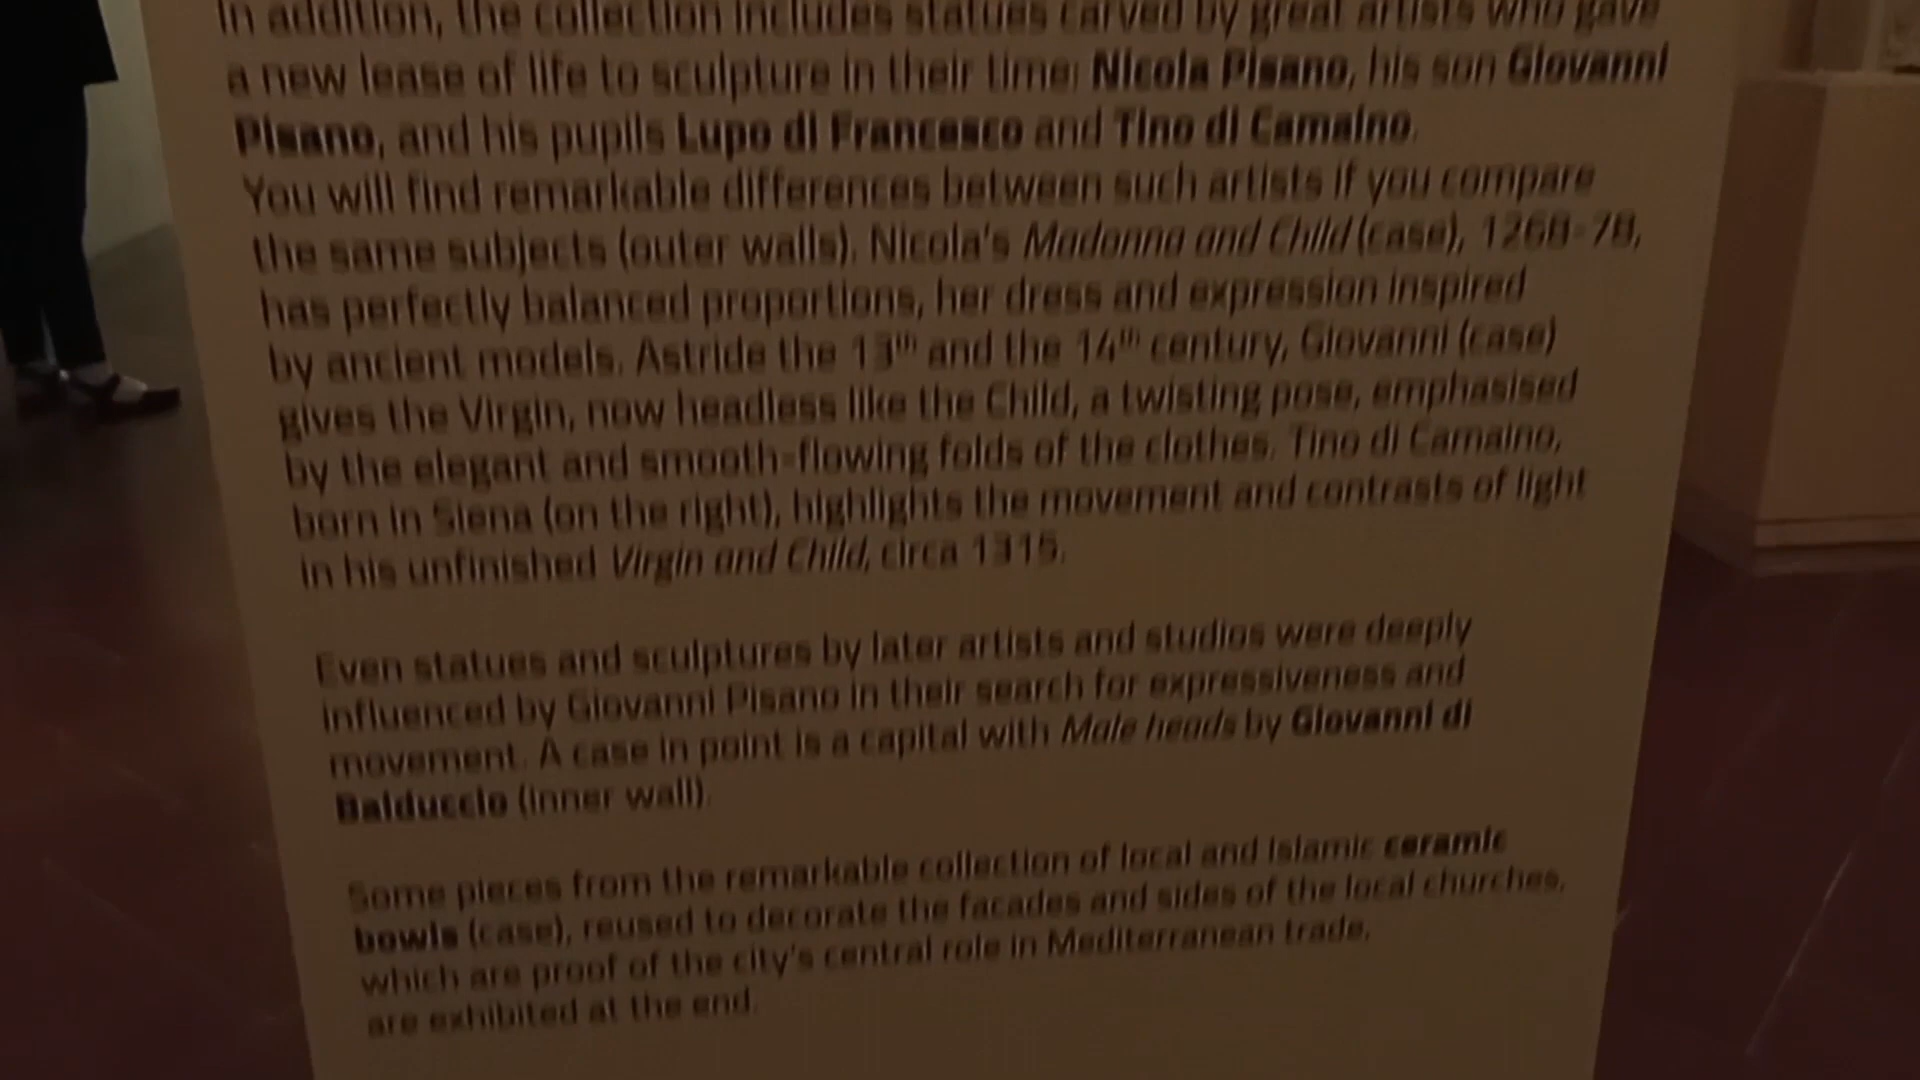 In addition, the collection includes statues carved by great artists who gave
a new lease of life to sculpture in their time: Nicola Pisano, his son Giovanni
Pisano, and his pupils Lupo di Francesco and Tino di Camaino.
You will find remarkable differences between such artists if you compare
the same subjects (outer walls). Nicola's Madonna and Child (case), 1268-78,
has perfectly balanced proportions, her dress and expression inspired
by ancient models. Astride the 13th and the 14th century, Giovanni (case)
gives the Virgin, now headless like the Child, a twisting pose, emphasised
by the elegant and smooth-flowing folds of the clothes. Tino di Camaino,
born in Siena (on the right), highlights the movement and contrasts of light
in his unfinished Virgin and Child, circa 1315.
Even statues and sculptures by later artists and studios were deeply
influenced by Giovanni Pisano in their search for expressiveness and
movement. A case in point is a capital with Male heads by Giovanni di
Balduccio (inner wall).
Some pieces from the remarkable collection of local and Islamic ceramic
bowls (case), reused to decorate the facades and sides of the local churches,
which are proof of the city's central role in Mediterranean trade,
are exhibited at the end.